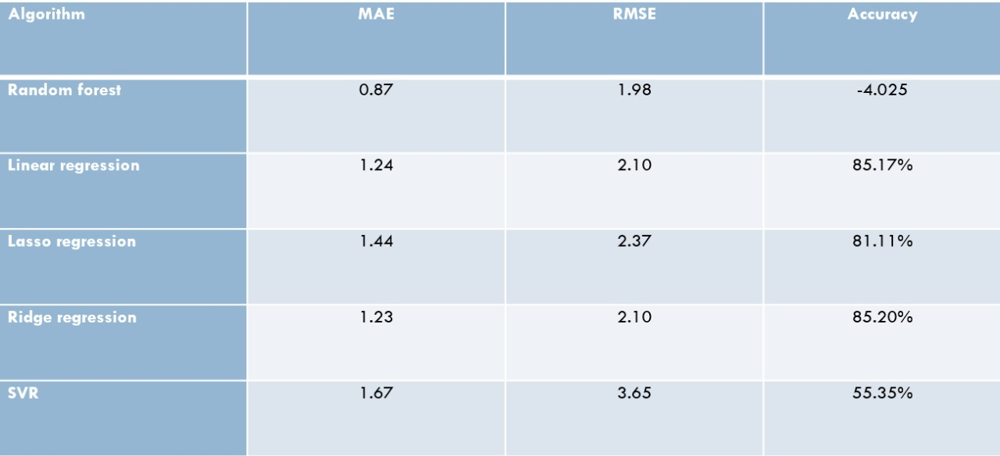 Algorithm MAE RMSE Accuracy
Random forest 0.87 1.98 -4.025
Linear regression 1.24 2.10 85.17%
Lasso regression 1.44 2.37 81.11%
Ridge regression 1.23 2.10 85.20%
SVR 1.67 3.65 55.35%